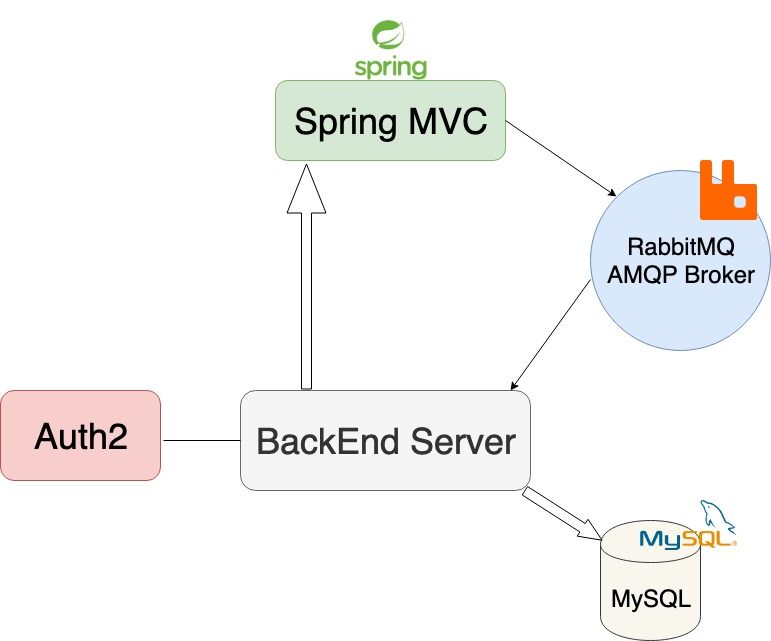 spring
Spring MVC
RabbitMQ
AMQP Broker
Auth2
BackEnd Server
MySQL®
MySQL